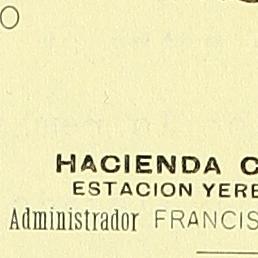 O
HACIENDA C
ESTACION YERE
Administrador FRANCIS